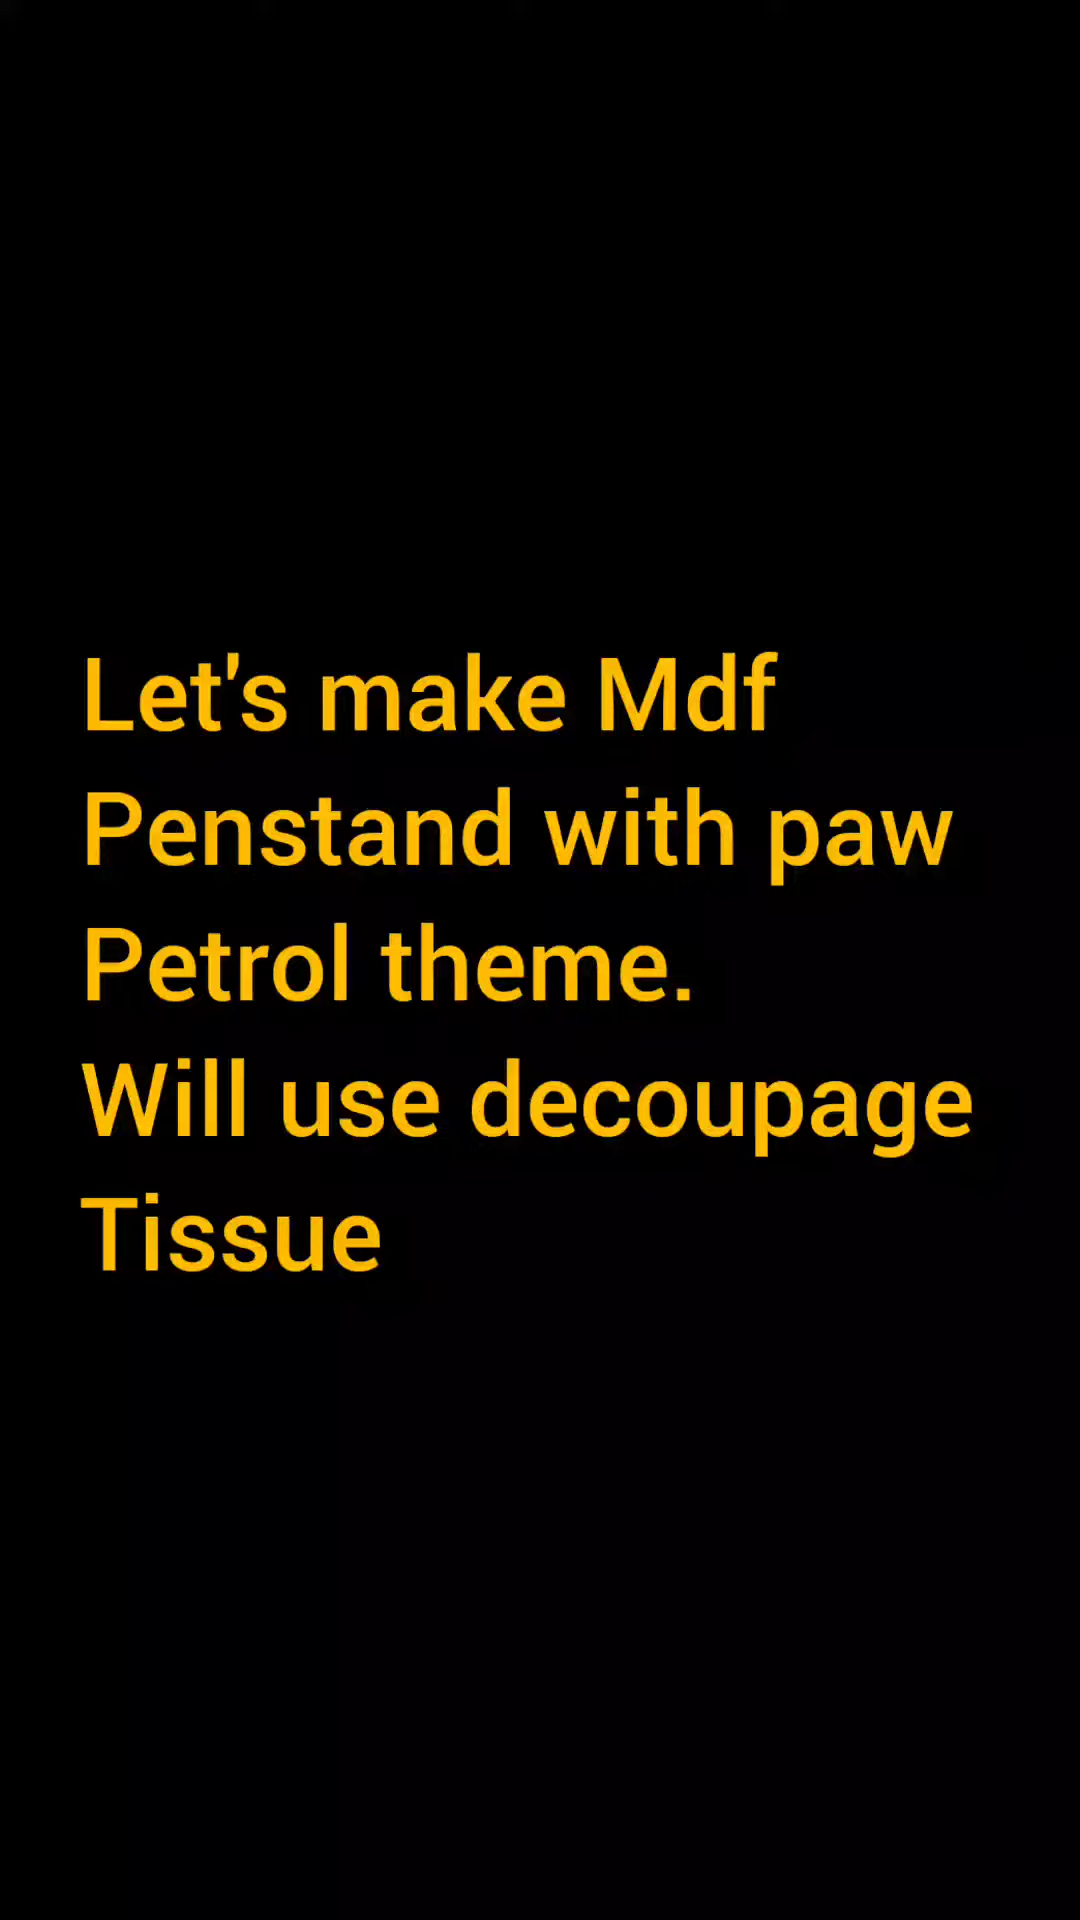 Let's make Mdf
Penstand with paw
Petrol theme.
Will use decoupage
Tissue